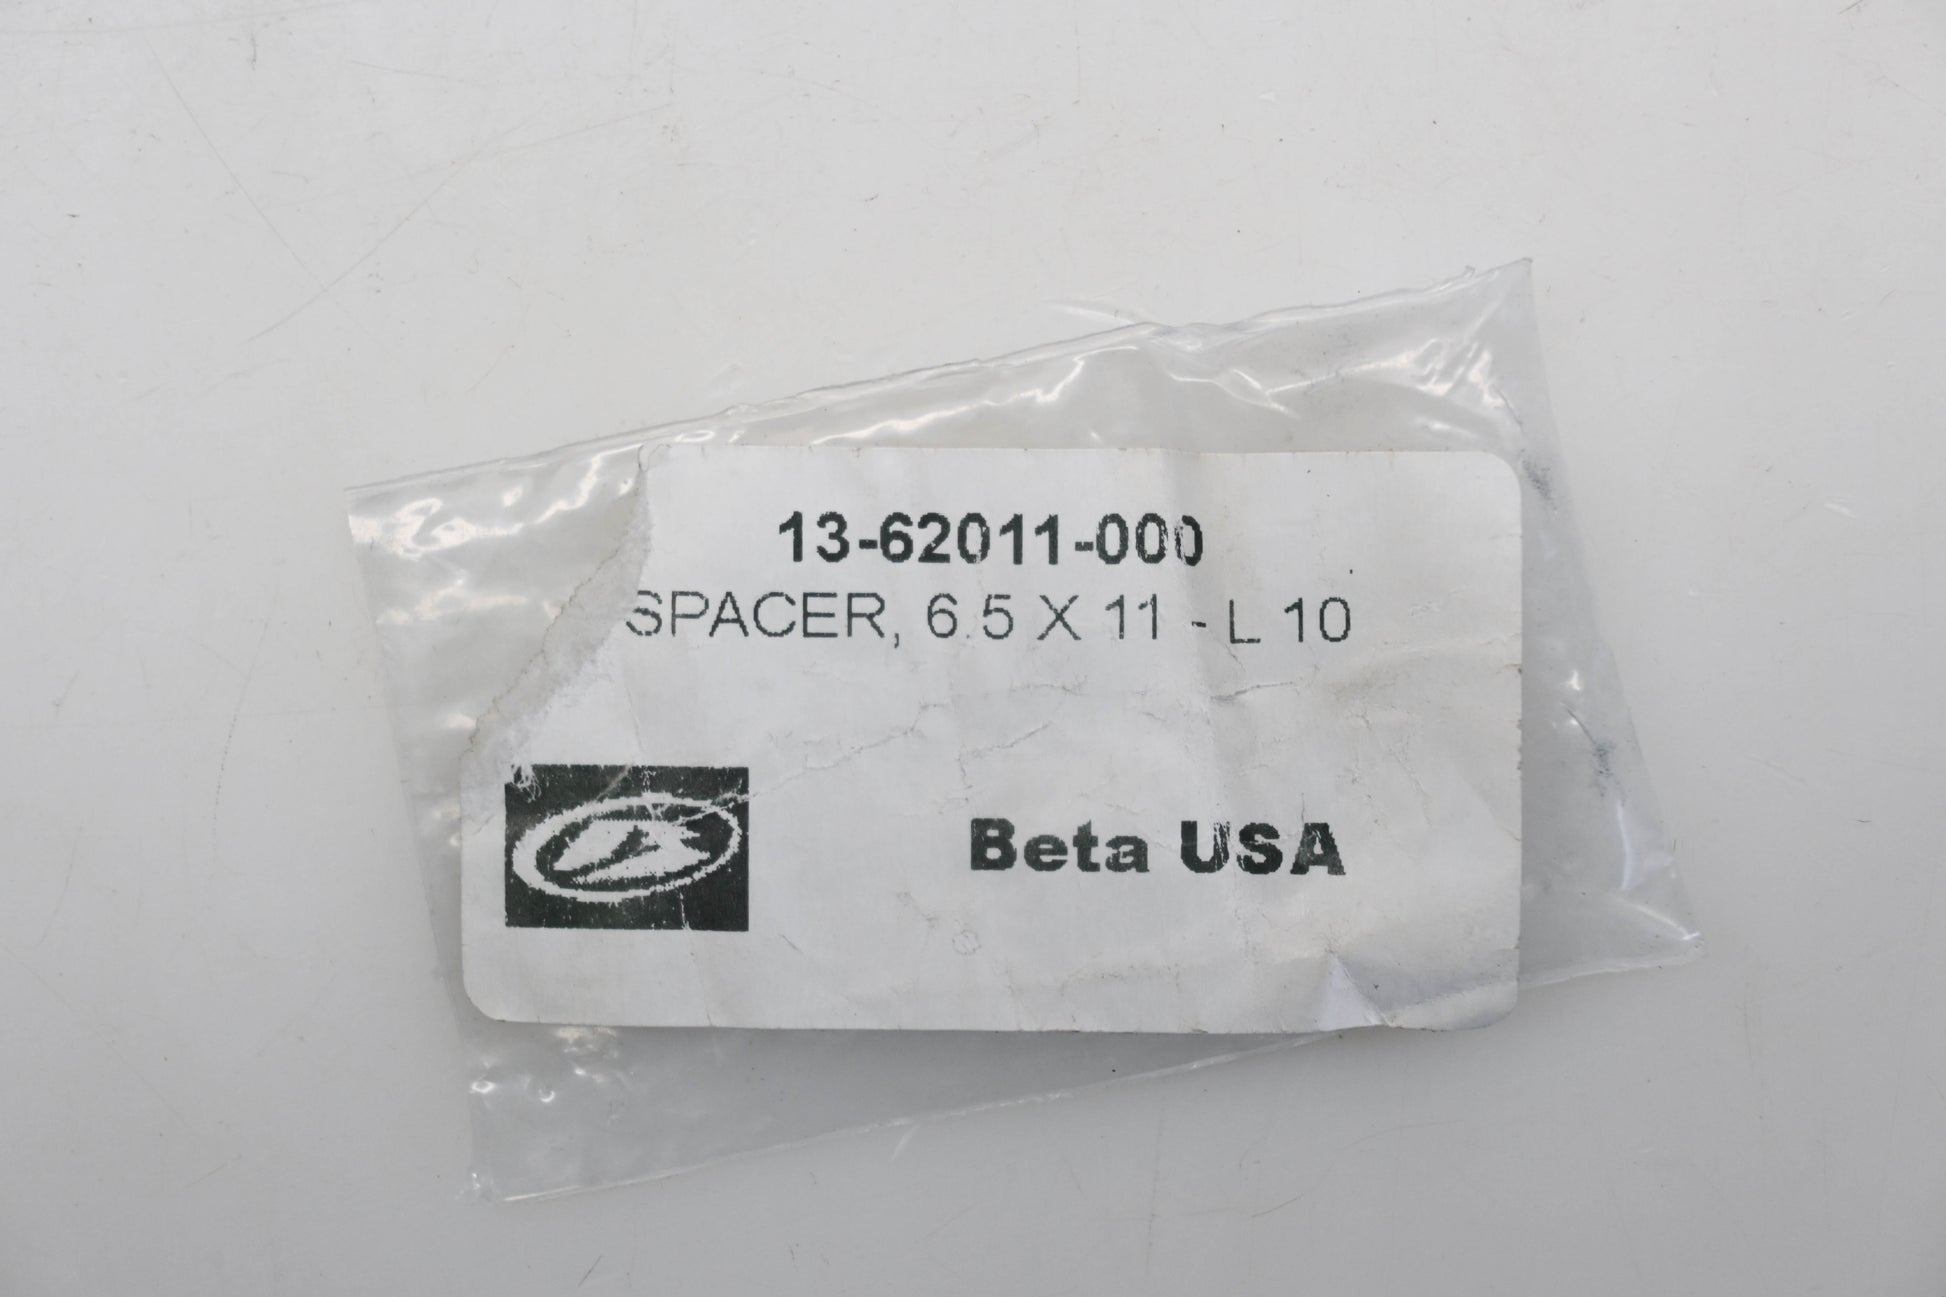 13-62011-000
SPACER, 6.5 X 11 - L 10
Beta USA